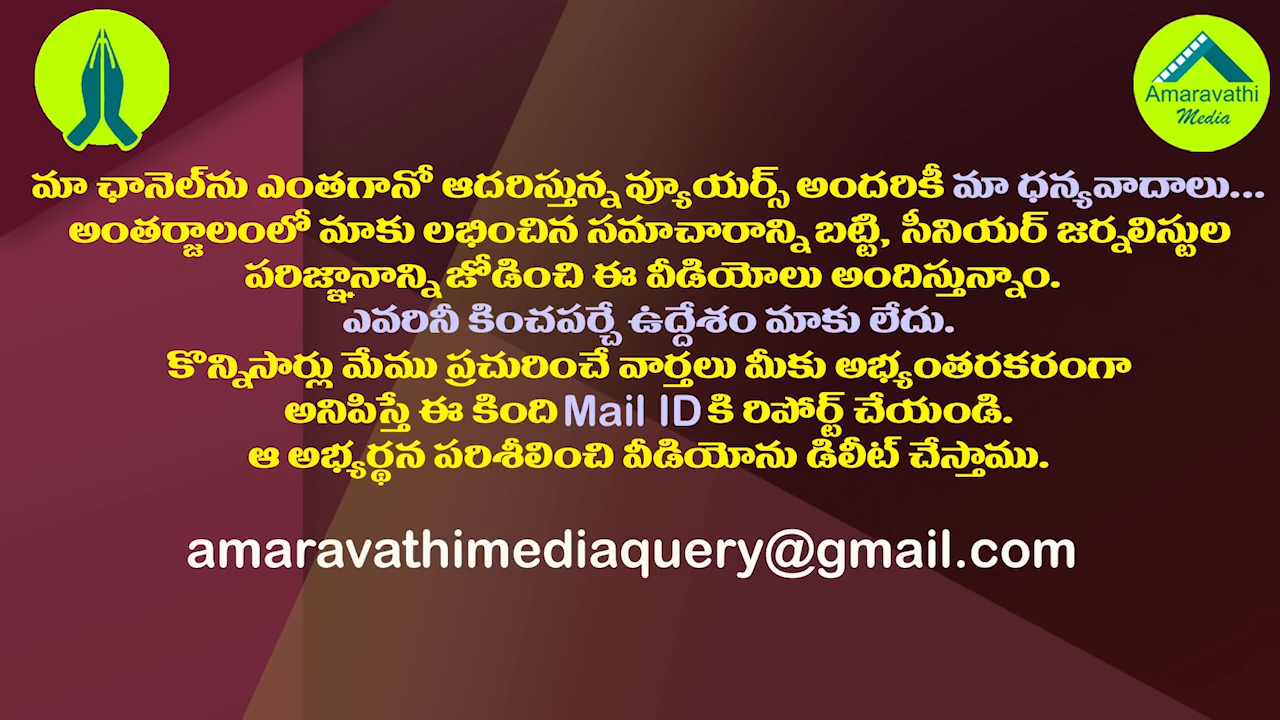 Amaravathi
Media
మా ఛానెల్‌ను ఎంతగానో ఆదరిస్తున్న వ్యూయర్స్ అందరికీ మా ధన్యవాదాలు...
అంతర్జాలంలో మాకు లభించిన సమాచారాన్ని బట్టి, సీనియర్ జర్నలిస్టుల
పరిజ్ఞానాన్ని జోడించి ఈ వీడియోలు అందిస్తున్నాం.
ఎవరినీ కించపర్చే ఉద్దేశం మాకు లేదు.
కొన్నిసార్లు మేము ప్రచురించే వార్తలు మీకు అభ్యంతరకరంగా
అనిపిస్తే ఈ కింది Mail ID కి రిపోర్ట్ చేయండి.
ఆ అభ్యర్థన పరిశీలించి వీడియోను డిలీట్ చేస్తాము.
amaravathimediaquery@gmail.com